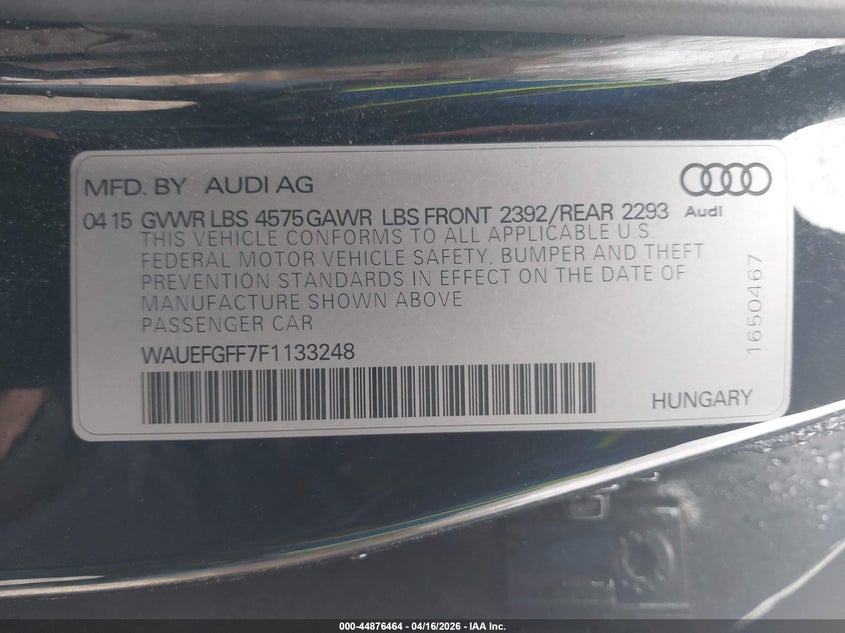 MFD. BY AUDI AG
Audi
04 15 GVWR LBS 4575 GAWR LBS FRONT 2392/REAR 2293
THIS VEHICLE CONFORMS TO ALL APPLICABLE U.S.
FEDERAL MOTOR VEHICLE SAFETY, BUMPER AND THEFT
PREVENTION STANDARDS IN EFFECT ON THE DATE OF
MANUFACTURE SHOWN ABOVE
PASSENGER CAR
1650467
WAUEFGFF7F1133248
HUNGARY
000-44876464 - 04/16/2026 - IAA Inc.